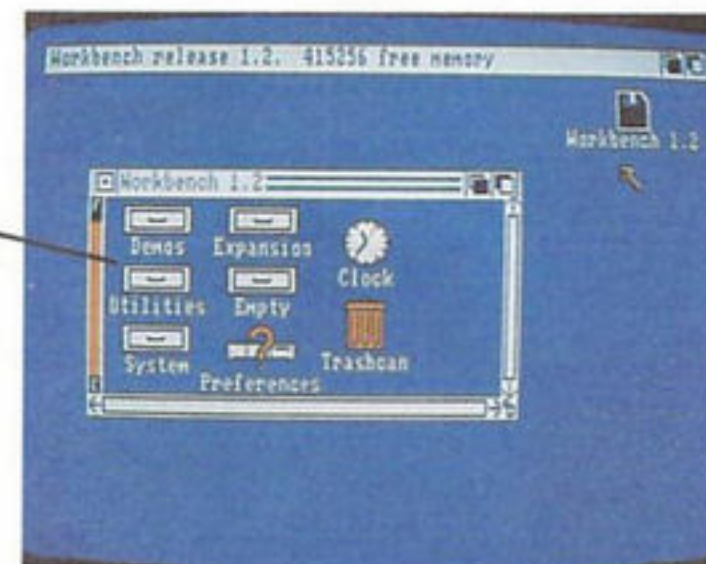 Workbench release 1.2. 415256 free memory
Workbench 1.2
Workbench 1.2
Demos Expansion
Clock
Utilities Empty
System Trashcan
Preferences